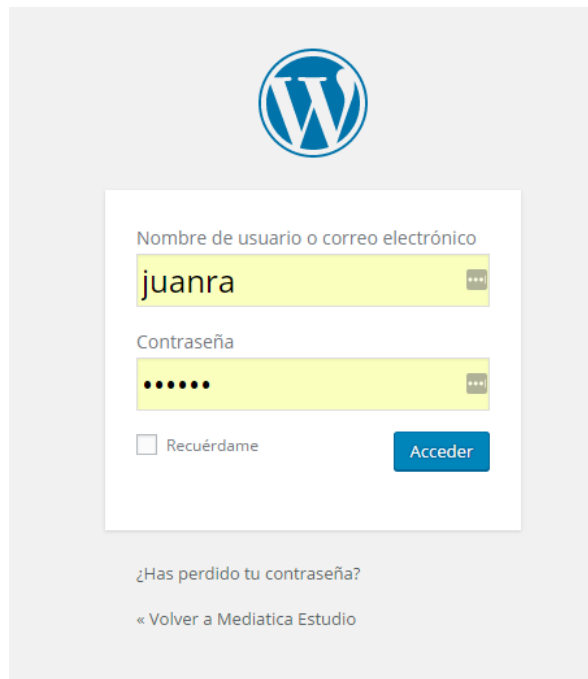 Nombre de usuario o correo electrónico
juanra
Contraseña
••••••
Recuérdame
Acceder
¿Has perdido tu contraseña?
« Volver a Mediatica Estudio